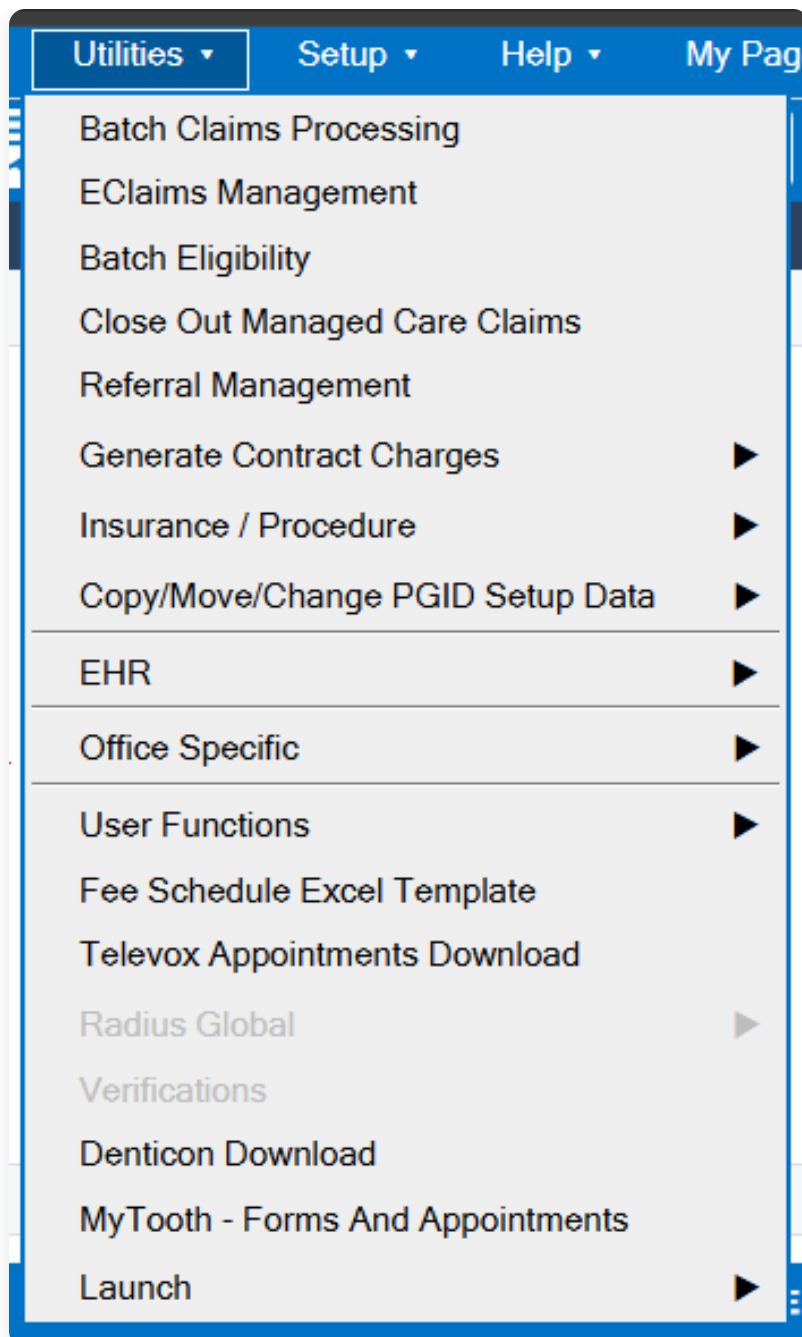 Utilities Setup Help My Pag
Batch Claims Processing
EClaims Management
Batch Eligibility
Close Out Managed Care Claims
Referral Management
Generate Contract Charges
Insurance / Procedure
Copy/Move/Change PGID Setup Data
EHR
Office Specific
User Functions
Fee Schedule Excel Template
Televox Appointments Download
Radius Global
Verifications
Denticon Download
MyTooth - Forms And Appointments
Launch